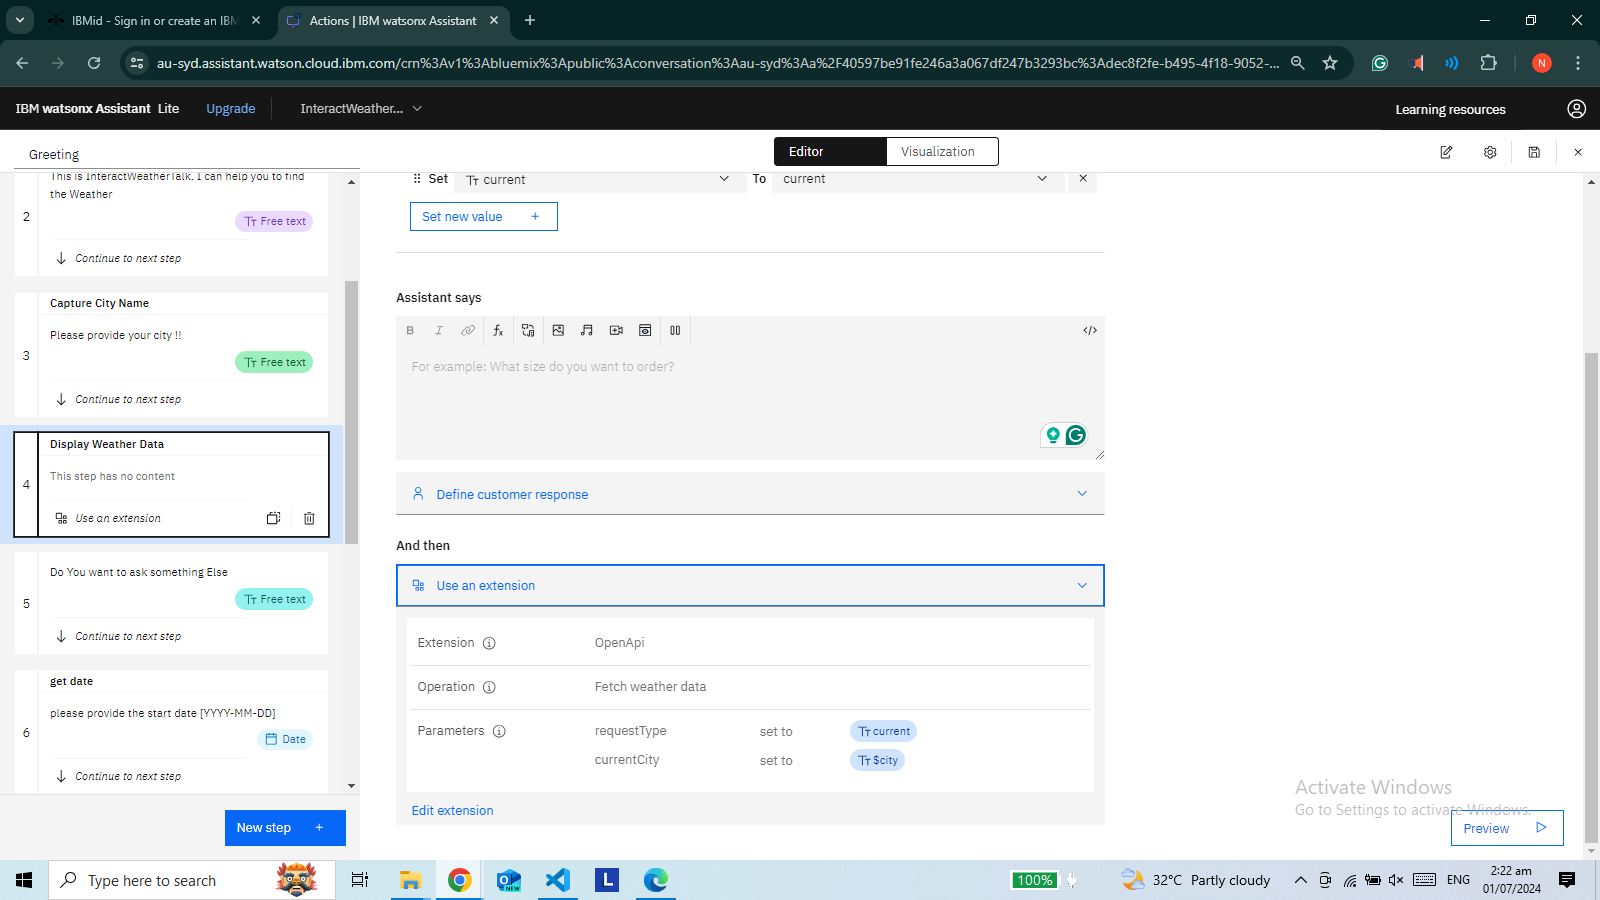 IBMid - Sign in or create an IBM
Actions | IBM watsonx Assistant
au-syd.assistant.watson.cloud.ibm.com/crn%3Av1%3Abluemix%3Apublic%3Aconversation%3Aau-syd%3Aa%2F40597be91fe246a3a067df247b3293bc%3Adec8f2fe-b495-4f18-9052-...
N
IBM watsonx Assistant Lite
Upgrade
InteractWeather...
Learning resources
Greeting
Editor
Visualization
This is InteractWeatherTalk. I can help you to find
the Weather
2
Free text
Continue to next step
Capture City Name
Please provide your city !!
3
Free text
Continue to next step
Display Weather Data
This step has no content
4
Use an extension
Do You want to ask something Else
5
Free text
Continue to next step
get date
please provide the start date [YYYY-MM-DD]
6
Date
Continue to next step
New step +
Set current To current
Set new value +
Assistant says
B I fx </>
For example: What size do you want to order?
Define customer response
And then
Use an extension
Extension OpenApi
Operation Fetch weather data
Parameters requestType set to Tt current
currentCity set to Tt $city
Edit extension
Activate Windows
Go to Settings to activate Windows.
Preview
Type here to search
NEW
L
100%
32°C Partly cloudy
ENG
2:22 am
01/07/2024